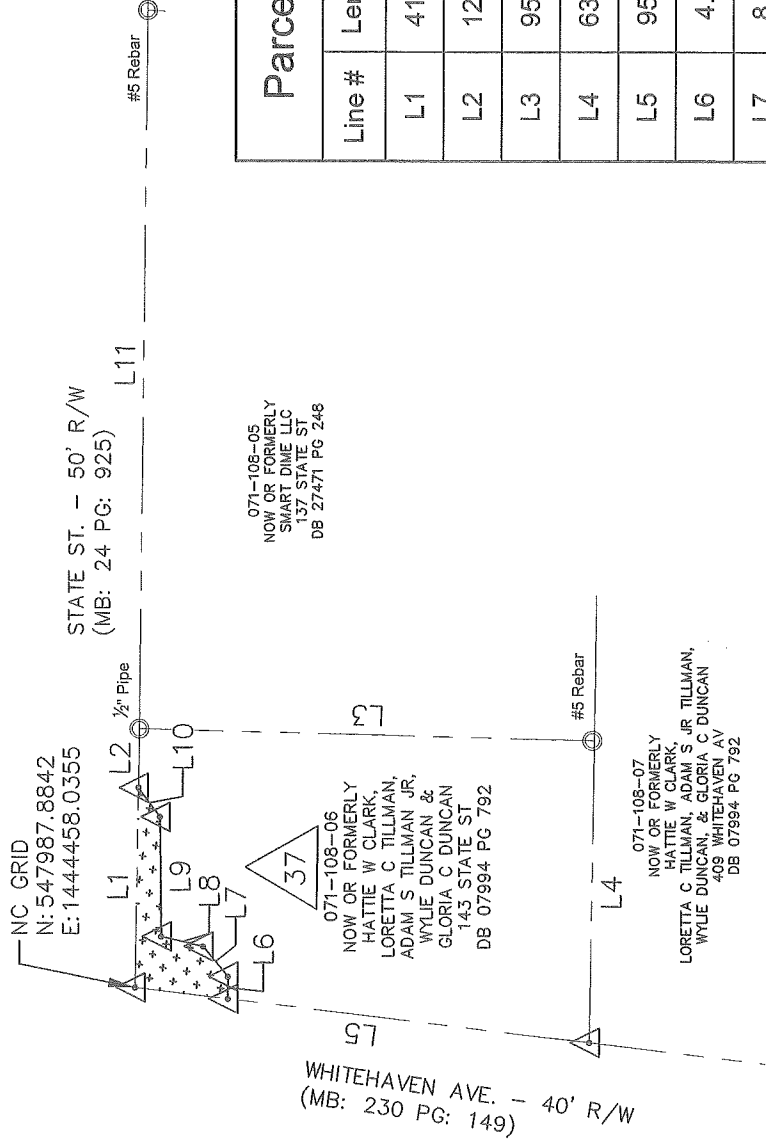 NC GRID
N: 547987.8842
E:1444458.0355
STATE ST. – 50' R/W
(MB: 24 PG: 925)
#5 Rebar
½" Pipe
L1
L2
L11
L10
L9
L8
L7
L6
L5
L3
L4
37
071–108–06
NOW OR FORMERLY
HATTIE W CLARK,
LORETTA C TILLMAN,
ADAM S TILLMAN JR,
WYLIE DUNCAN &
GLORIA C DUNCAN
143 STATE ST
DB 07994 PG 792
071–108–05
NOW OR FORMERLY
SMART DIME LLC
137 STATE ST
DB 27471 PG 248
#5 Rebar
071–108–07
NOW OR FORMERLY
HATTIE W CLARK,
LORETTA C TILLMAN, ADAM S JR TILLMAN,
WYLIE DUNCAN, & GLORIA C DUNCAN
409 WHITEHAVEN AV
DB 07994 PG 792
WHITEHAVEN AVE. – 40' R/W
(MB: 230 PG: 149)
Parce
Line # Len
L1 41
L2 12
L3 95
L4 63
L5 95
L6 4.
L7 8